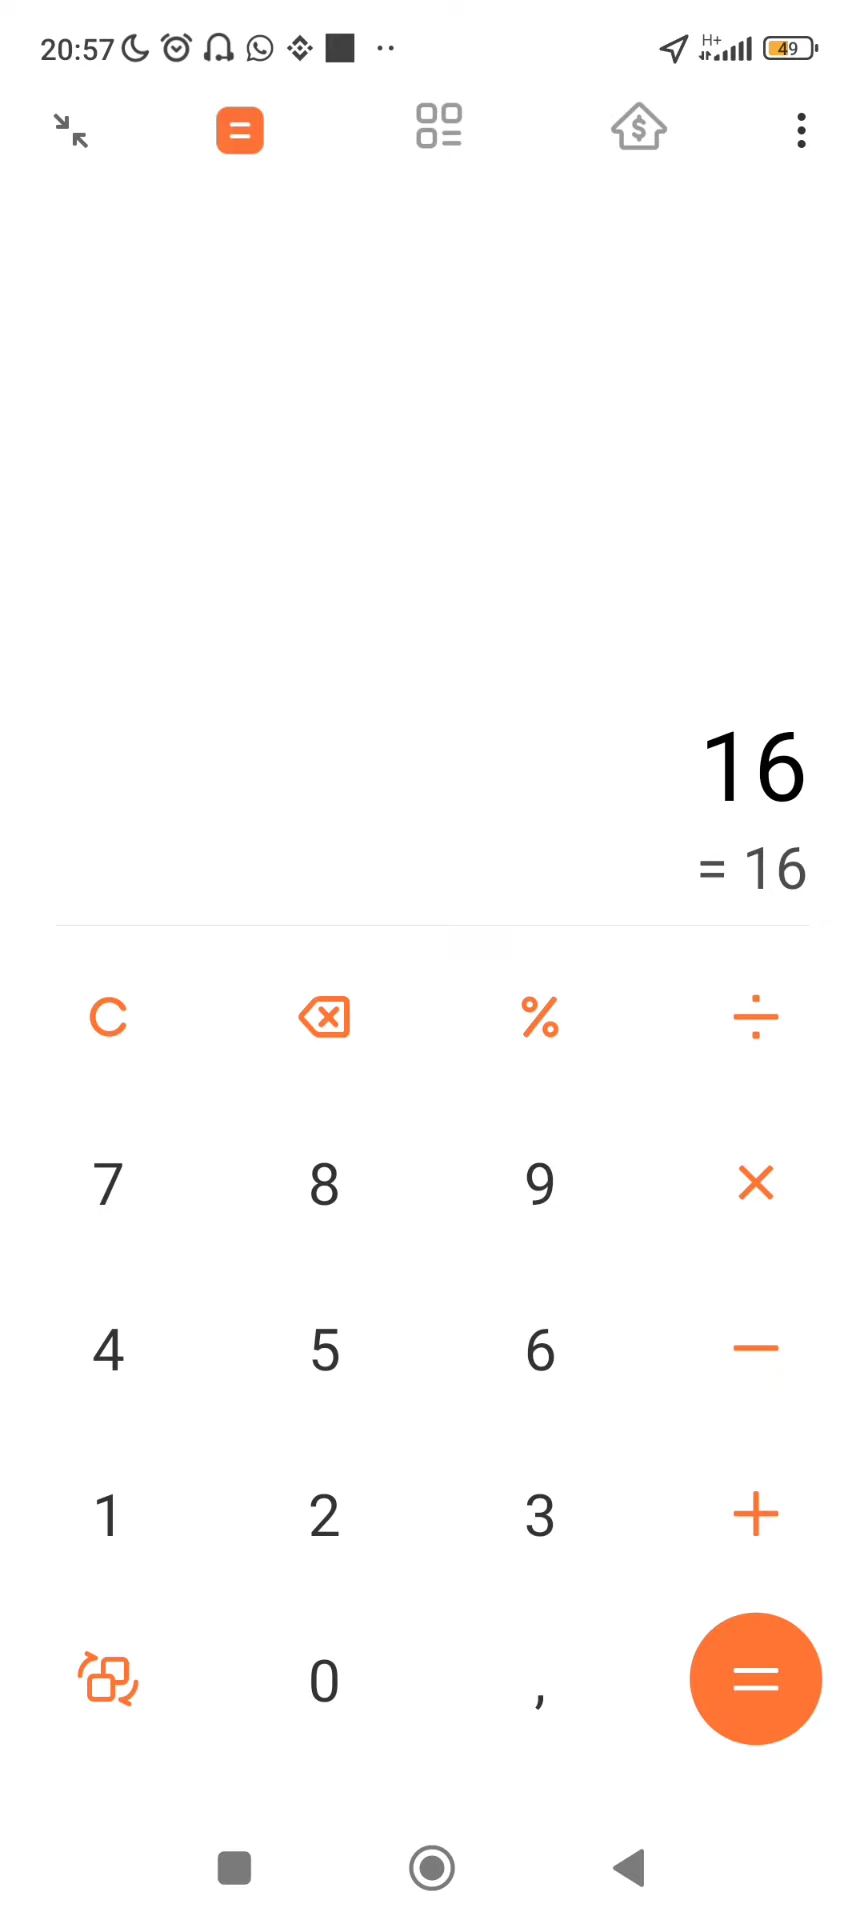 20:57 H+ 49
$
16
= 16
C % ÷
7 8 9 ×
4 5 6 −
1 2 3 +
0 , =